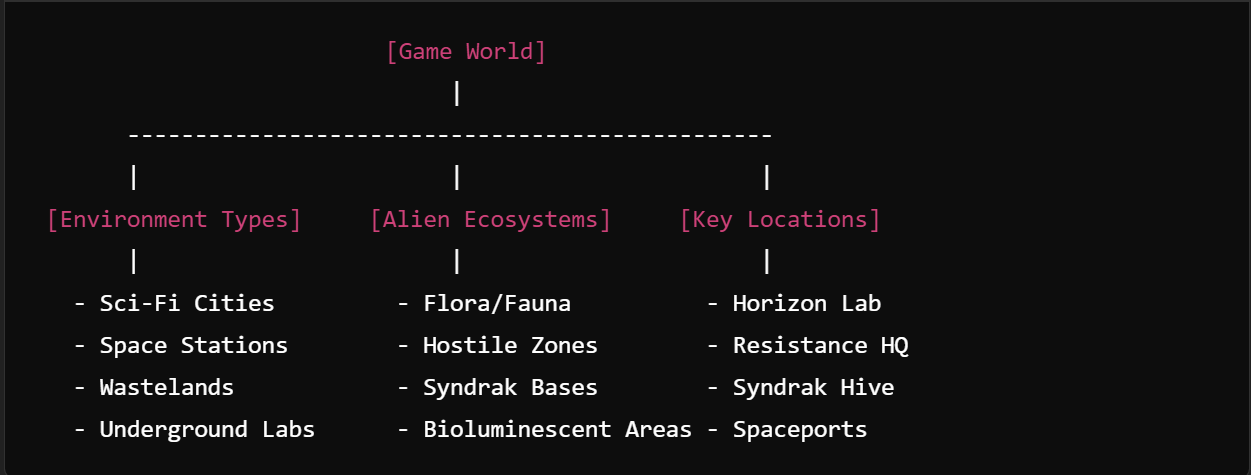 [Game World]
|
------------------------------------------------
| | |
[Environment Types] [Alien Ecosystems] [Key Locations]
| | |
- Sci-Fi Cities - Flora/Fauna - Horizon Lab
- Space Stations - Hostile Zones - Resistance HQ
- Wastelands - Syndrak Bases - Syndrak Hive
- Underground Labs - Bioluminescent Areas - Spaceports